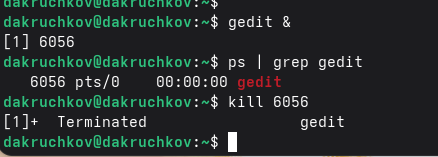 dakruchkov@dakruchkov:~$ gedit &
[1] 6056
dakruchkov@dakruchkov:~$ ps | grep gedit
   6056 pts/0    00:00:00 gedit
dakruchkov@dakruchkov:~$ kill 6056
[1]+  Terminated              gedit
dakruchkov@dakruchkov:~$